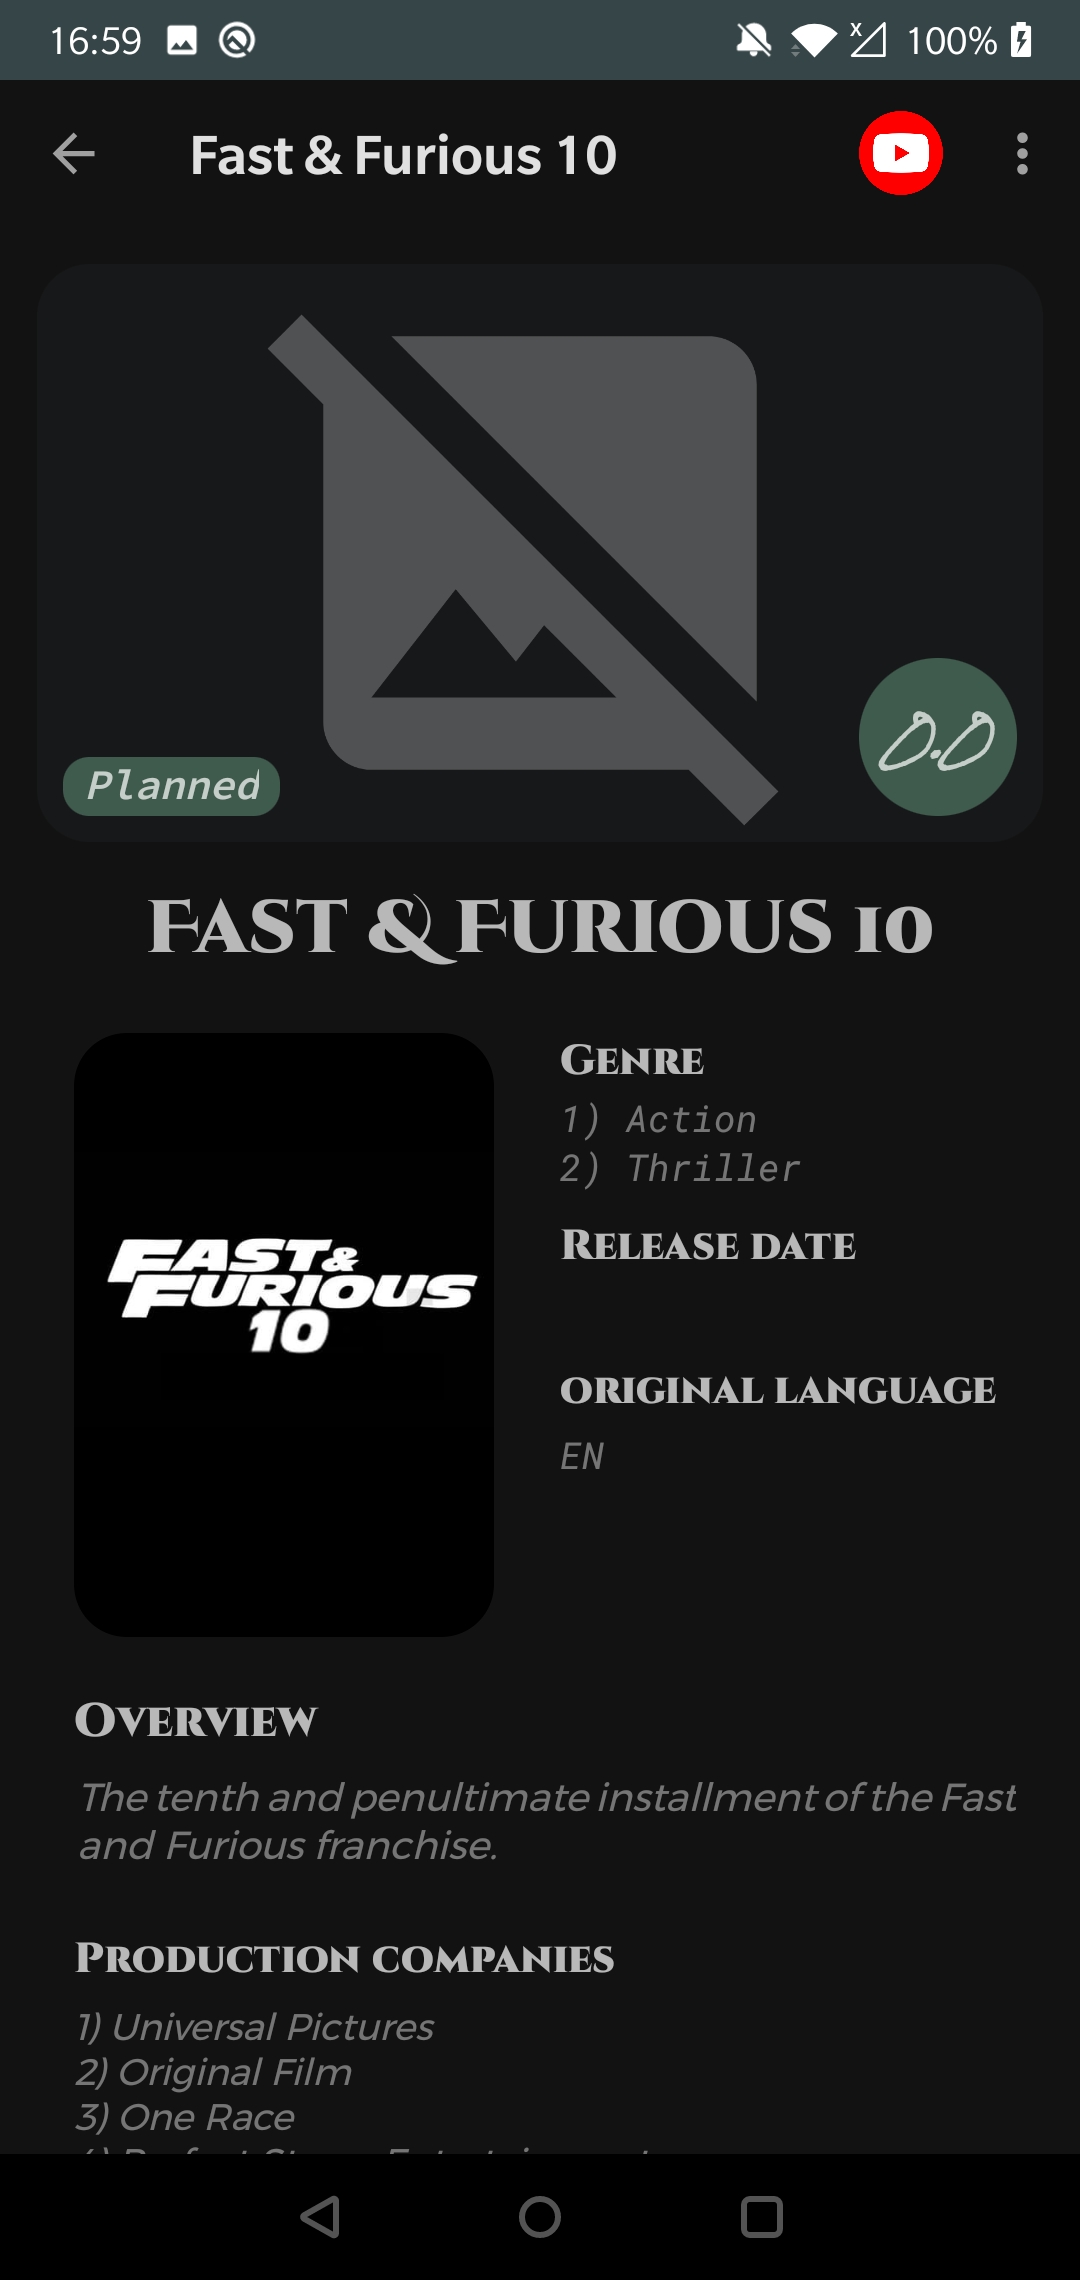 16:59
100%
Fast & Furious 10
Planned
0.0
FAST & FURIOUS 10
GENRE
1) Action
2) Thriller
RELEASE DATE
ORIGINAL LANGUAGE
EN
FAST &
FURIOUS
10
OVERVIEW
The tenth and penultimate installment of the Fast
and Furious franchise.
PRODUCTION COMPANIES
1) Universal Pictures
2) Original Film
3) One Race